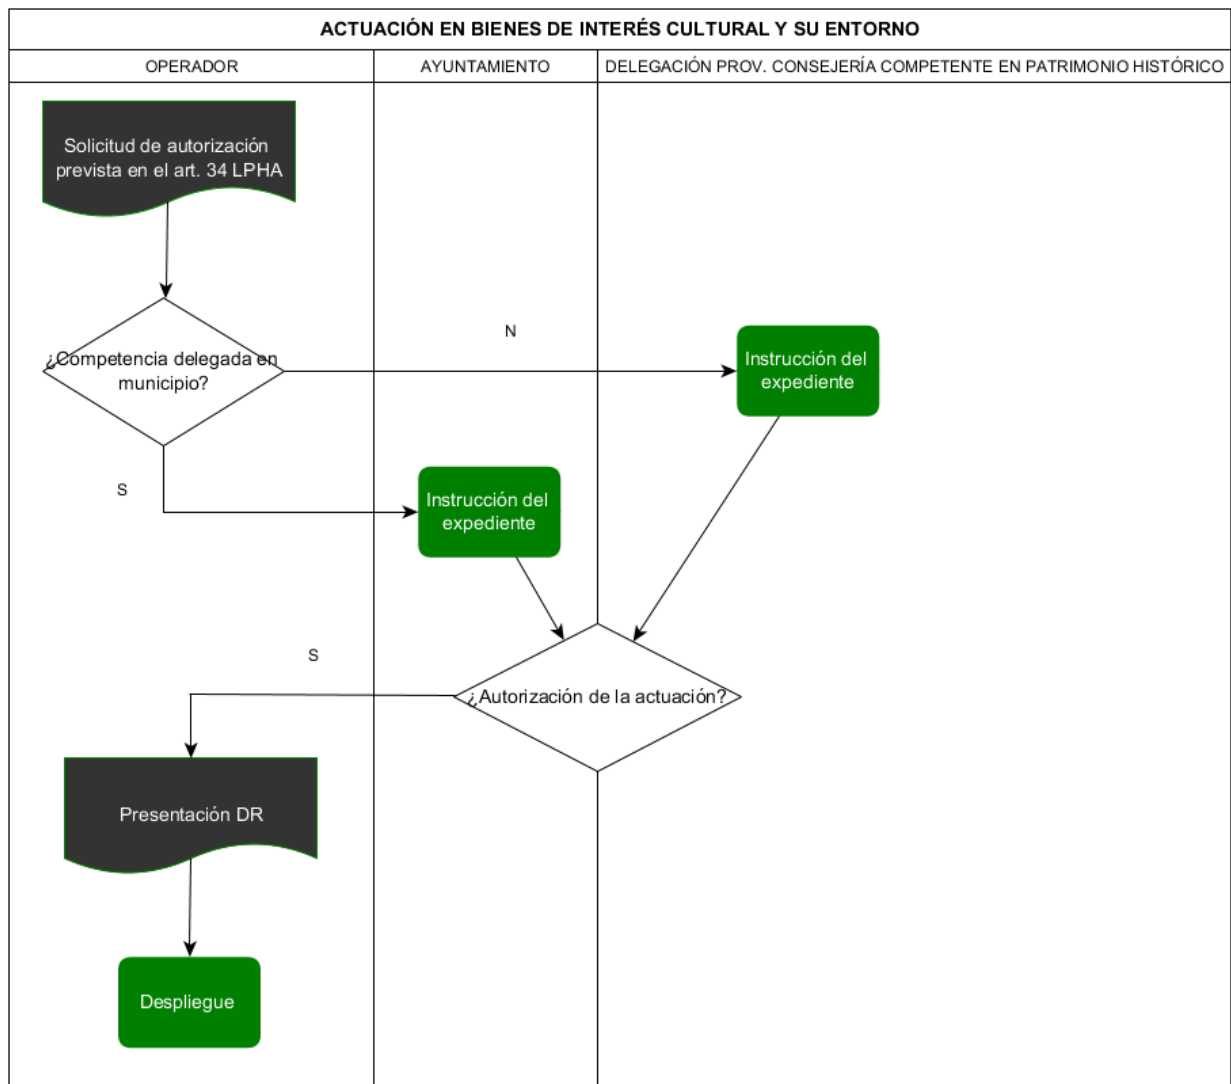 ACTUACIÓN EN BIENES DE INTERÉS CULTURAL Y SU ENTORNO
OPERADOR
AYUNTAMIENTO
DELEGACIÓN PROV. CONSEJERÍA COMPETENTE EN PATRIMONIO HISTÓRICO
Solicitud de autorización
prevista en el art. 34 LPHA
¿Competencia delegada en
municipio?
N
Instrucción del
expediente
S
Instrucción del
expediente
S
¿Autorización de la actuación?
Presentación DR
Despliegue